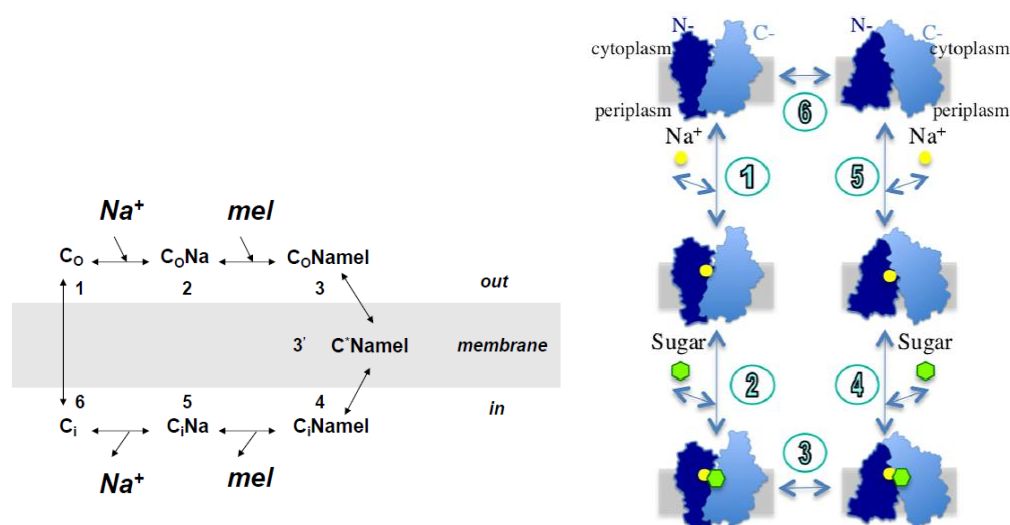 Na+ mel
Co CoNa CoNamel
1 2 3 out
3' C*Namel membrane
6 5 4 in
Ci CiNa CiNamel
Na+ mel
N- C- N- C-
cytoplasm cytoplasm
periplasm 6 periplasm
Na+ Na+
1 5
Sugar Sugar
2 4
3